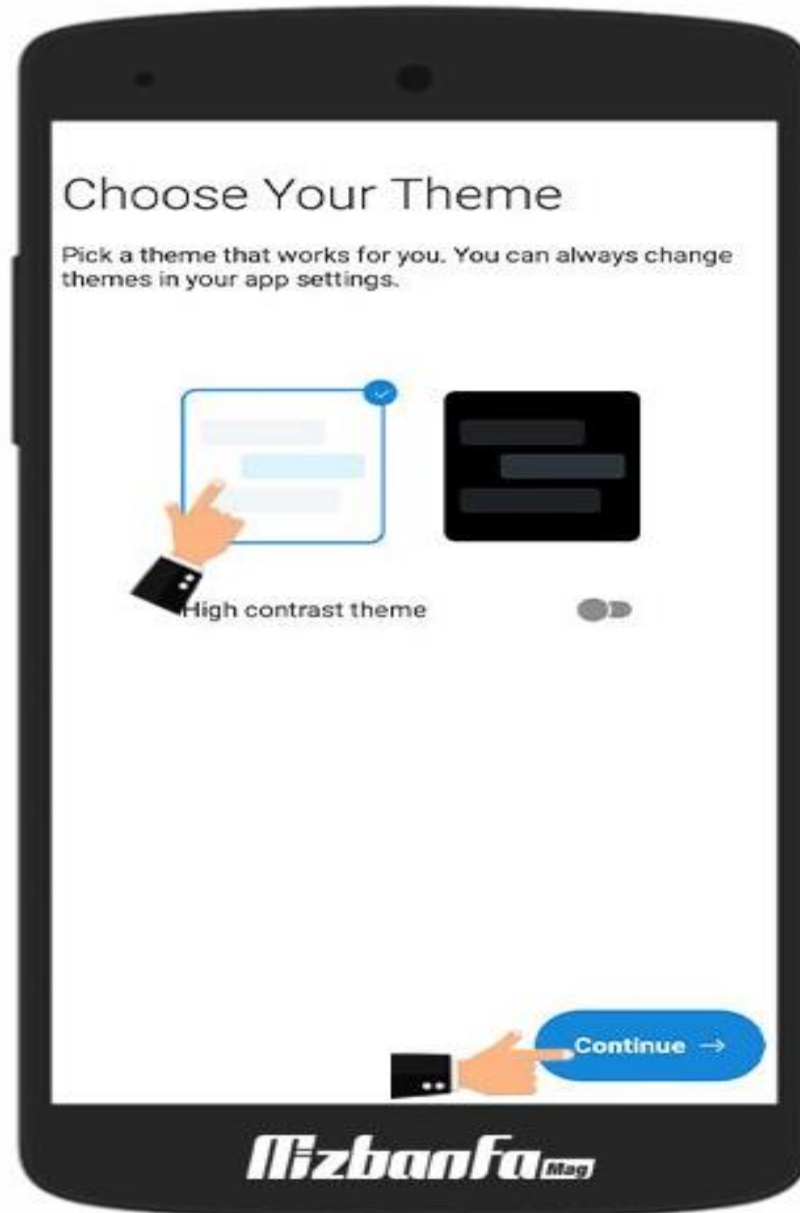 Choose Your Theme
Pick a theme that works for you. You can always change
themes in your app settings.
High contrast theme
Continue →
MizbanFa Mag